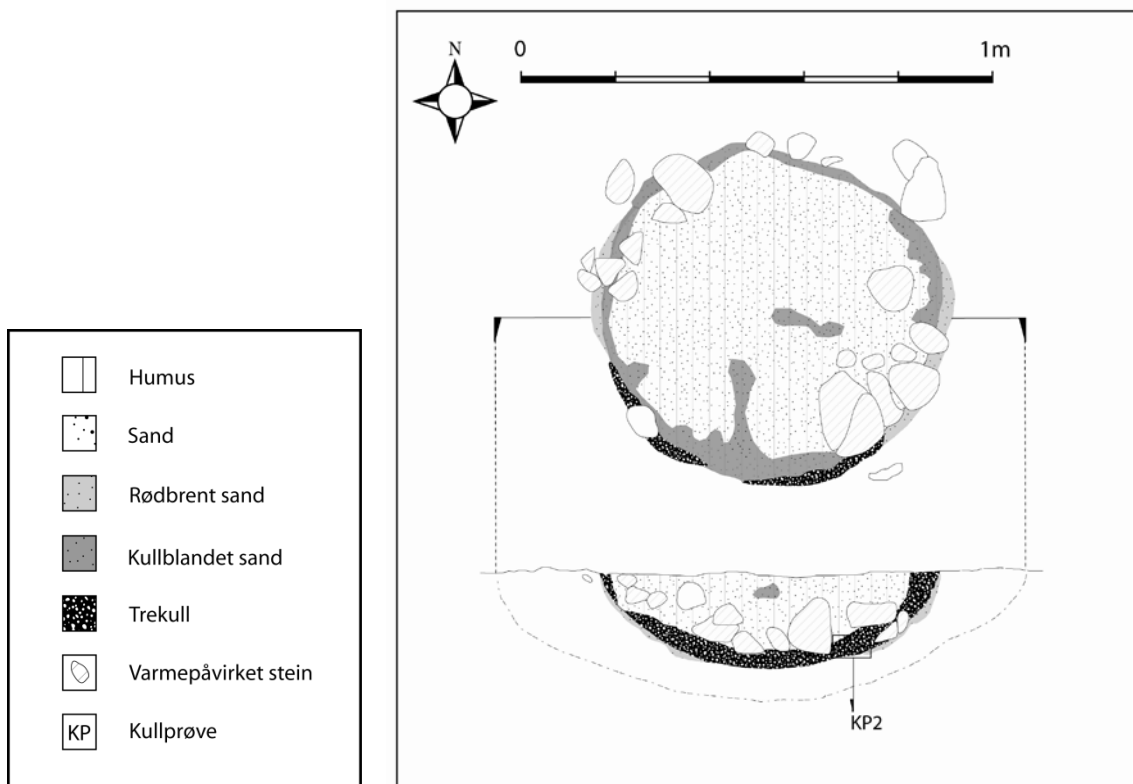 N
0 1m
Humus
Sand
Rødbrent sand
Kullblandet sand
Trekull
Varmepåvirket stein
KP Kullprøve
KP2